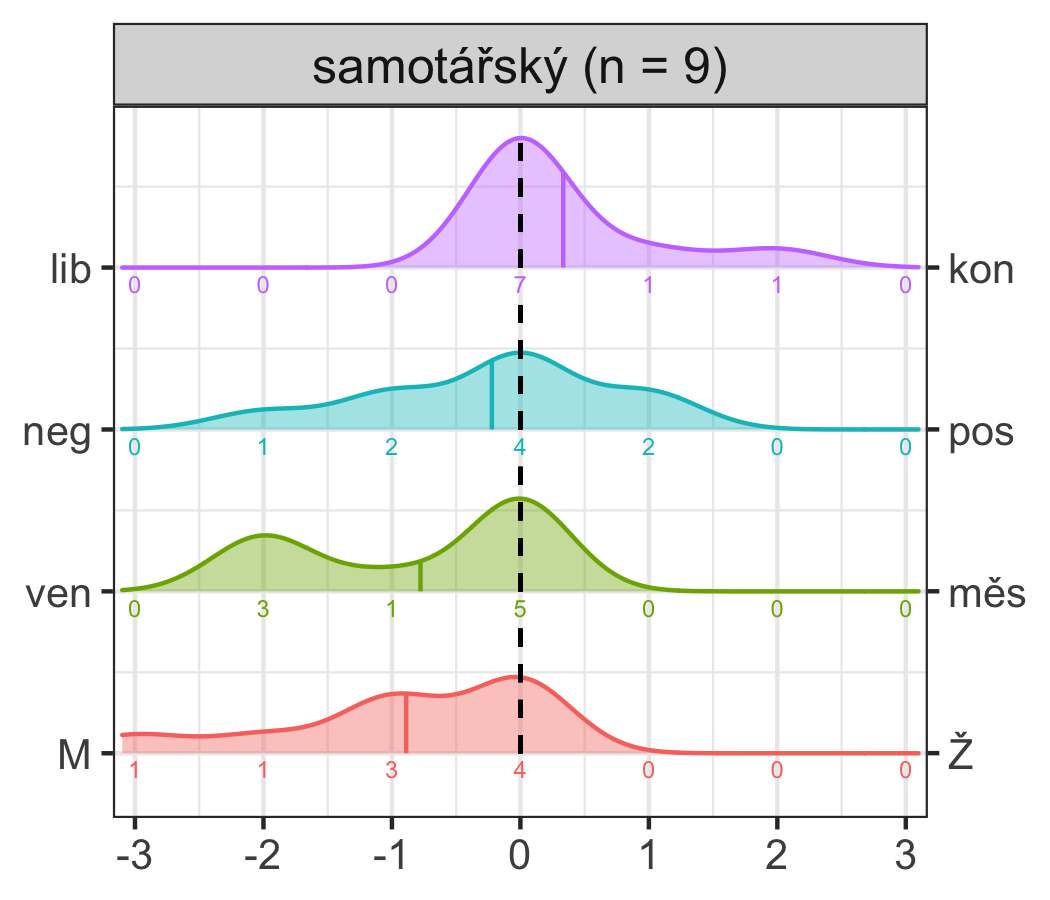 samotářský (n = 9)
lib kon
0 0 0 7 1 1 0
neg pos
0 1 2 4 2 0 0
ven měs
0 3 1 5 0 0 0
M Ž
1 1 3 4 0 0 0
-3 -2 -1 0 1 2 3